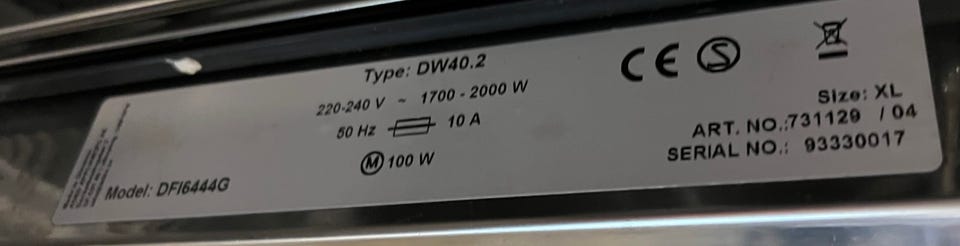 Type: DW40.2
220-240 V ~ 1700 - 2000 W
50 Hz 10 A
M 100 W
Model: DFI6444G
CE S
Size: XL
ART. NO.:731129 / 04
SERIAL NO.: 93330017